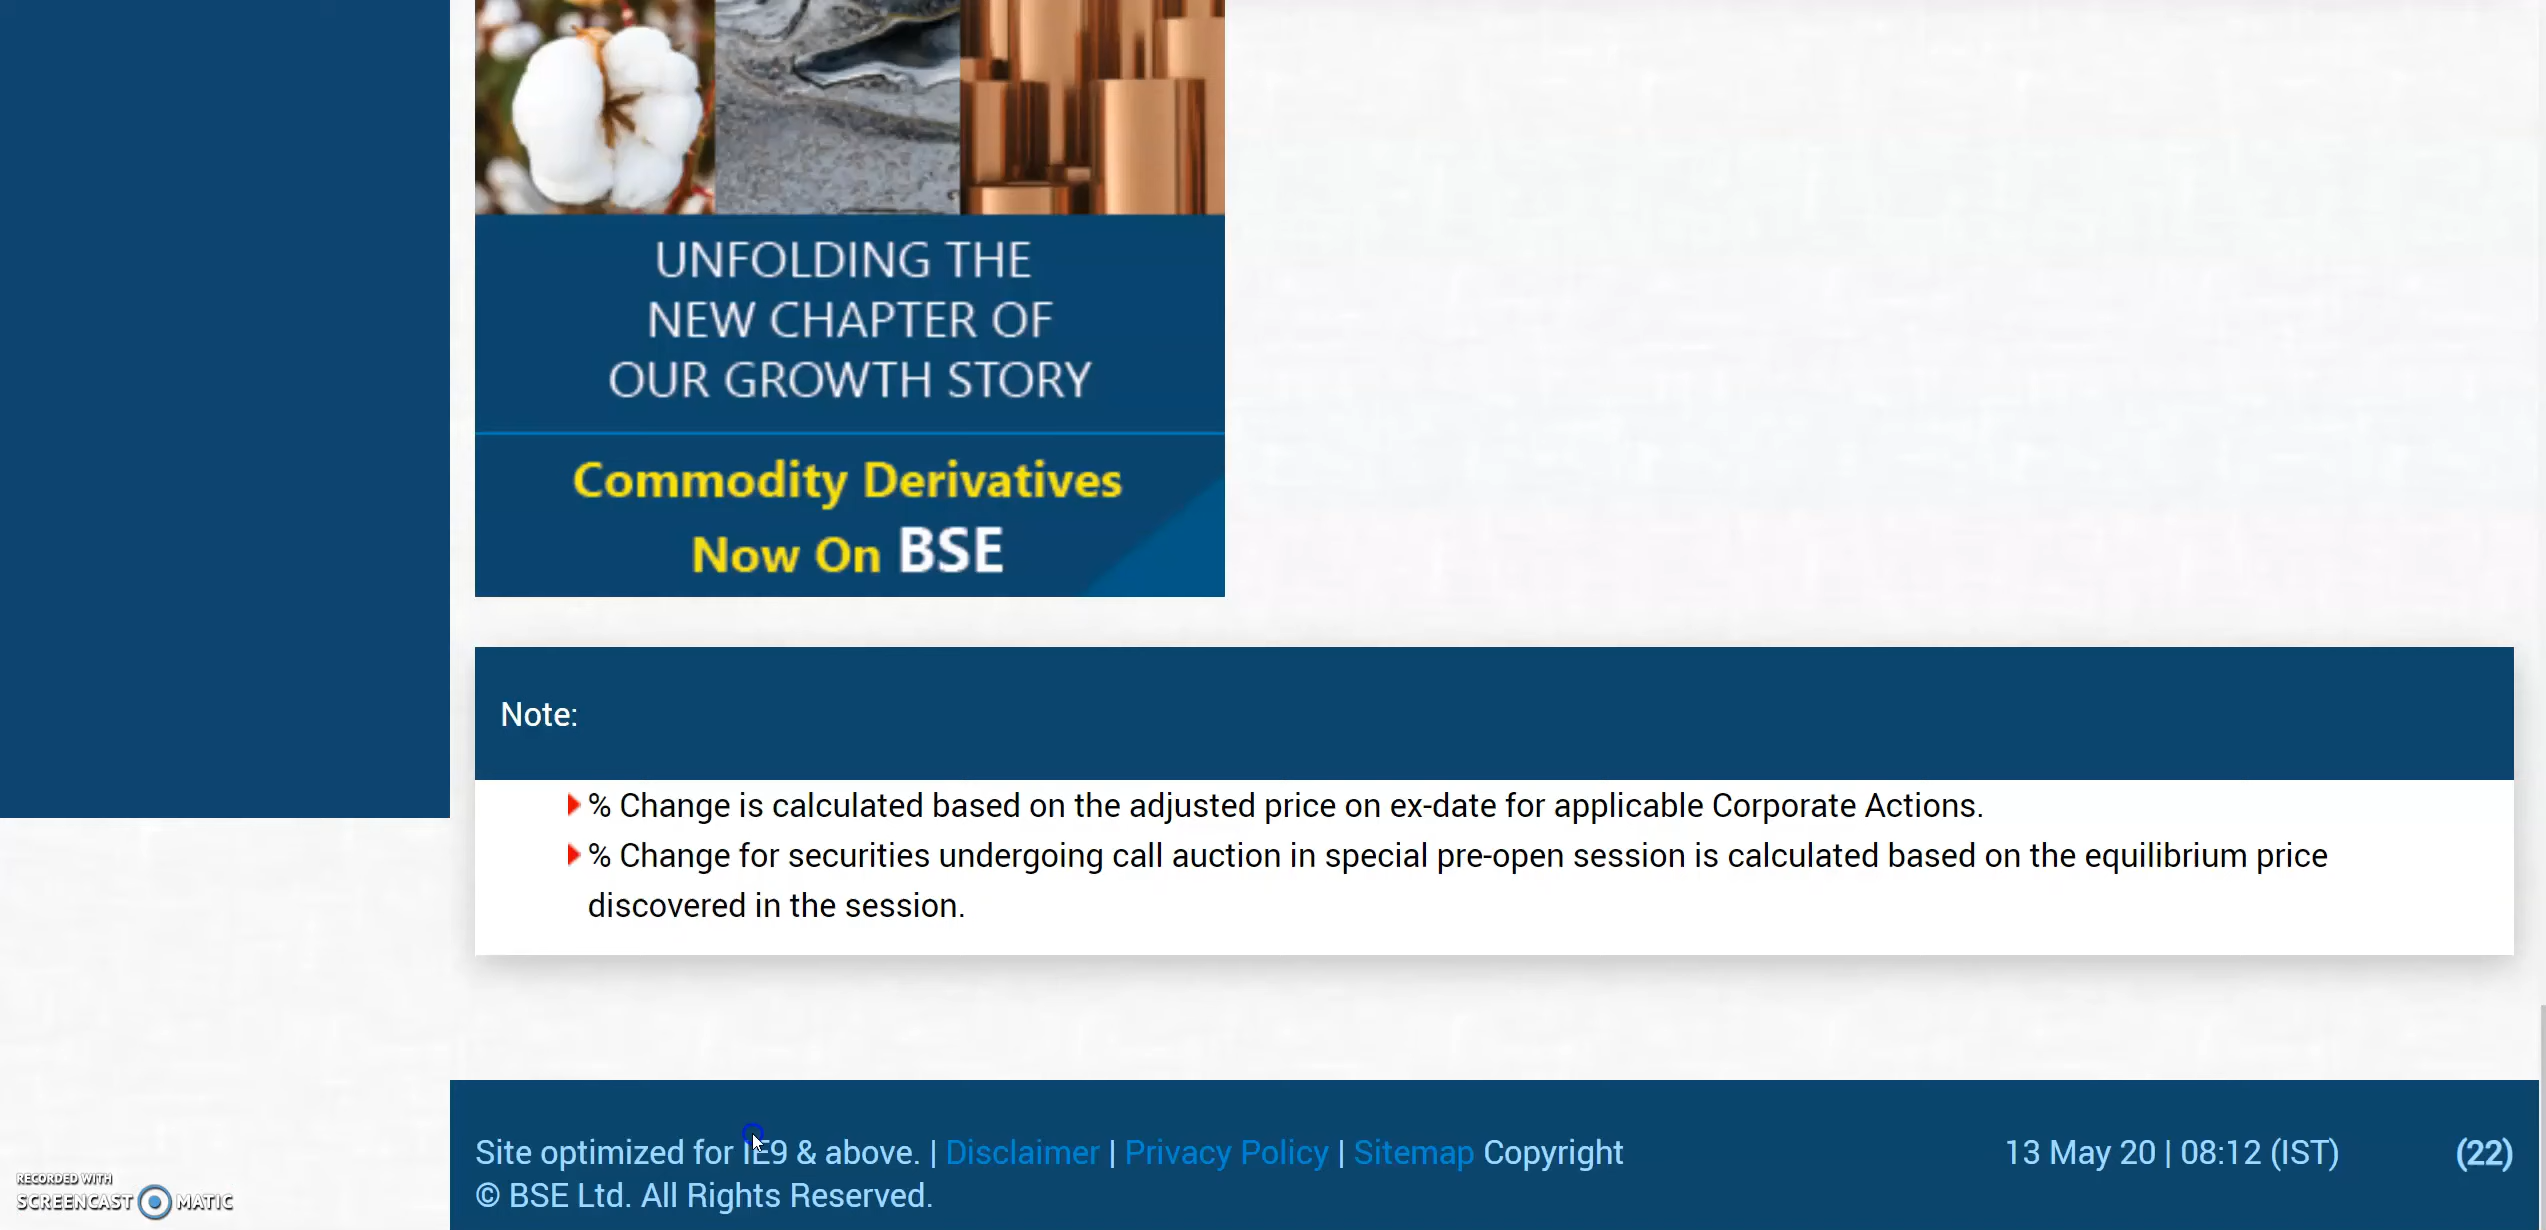 UNFOLDING THE
NEW CHAPTER OF
OUR GROWTH STORY
Commodity Derivatives
Now On BSE
Note:
% Change is calculated based on the adjusted price on ex-date for applicable Corporate Actions.
% Change for securities undergoing call auction in special pre-open session is calculated based on the equilibrium price
discovered in the session.
Site optimized for IE9 & above. | Disclaimer | Privacy Policy | Sitemap Copyright
© BSE Ltd. All Rights Reserved.
13 May 20 | 08:12 (IST)
(22)
RECORDED WITH
SCREENCAST MATIC